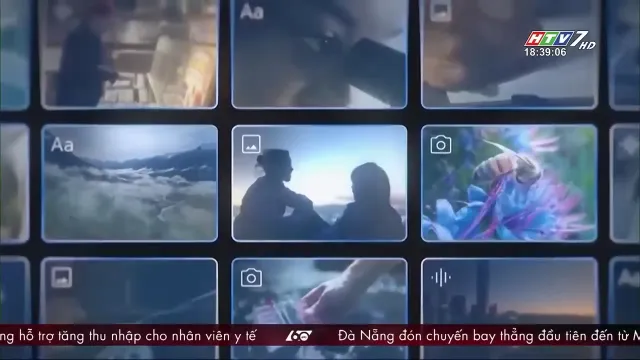 Aa
HTV7 HD
18:39:06
Aa
ng hỗ trợ tăng thu nhập cho nhân viên y tế 60 Đà Nẵng đón chuyến bay thẳng đầu tiên đến từ M